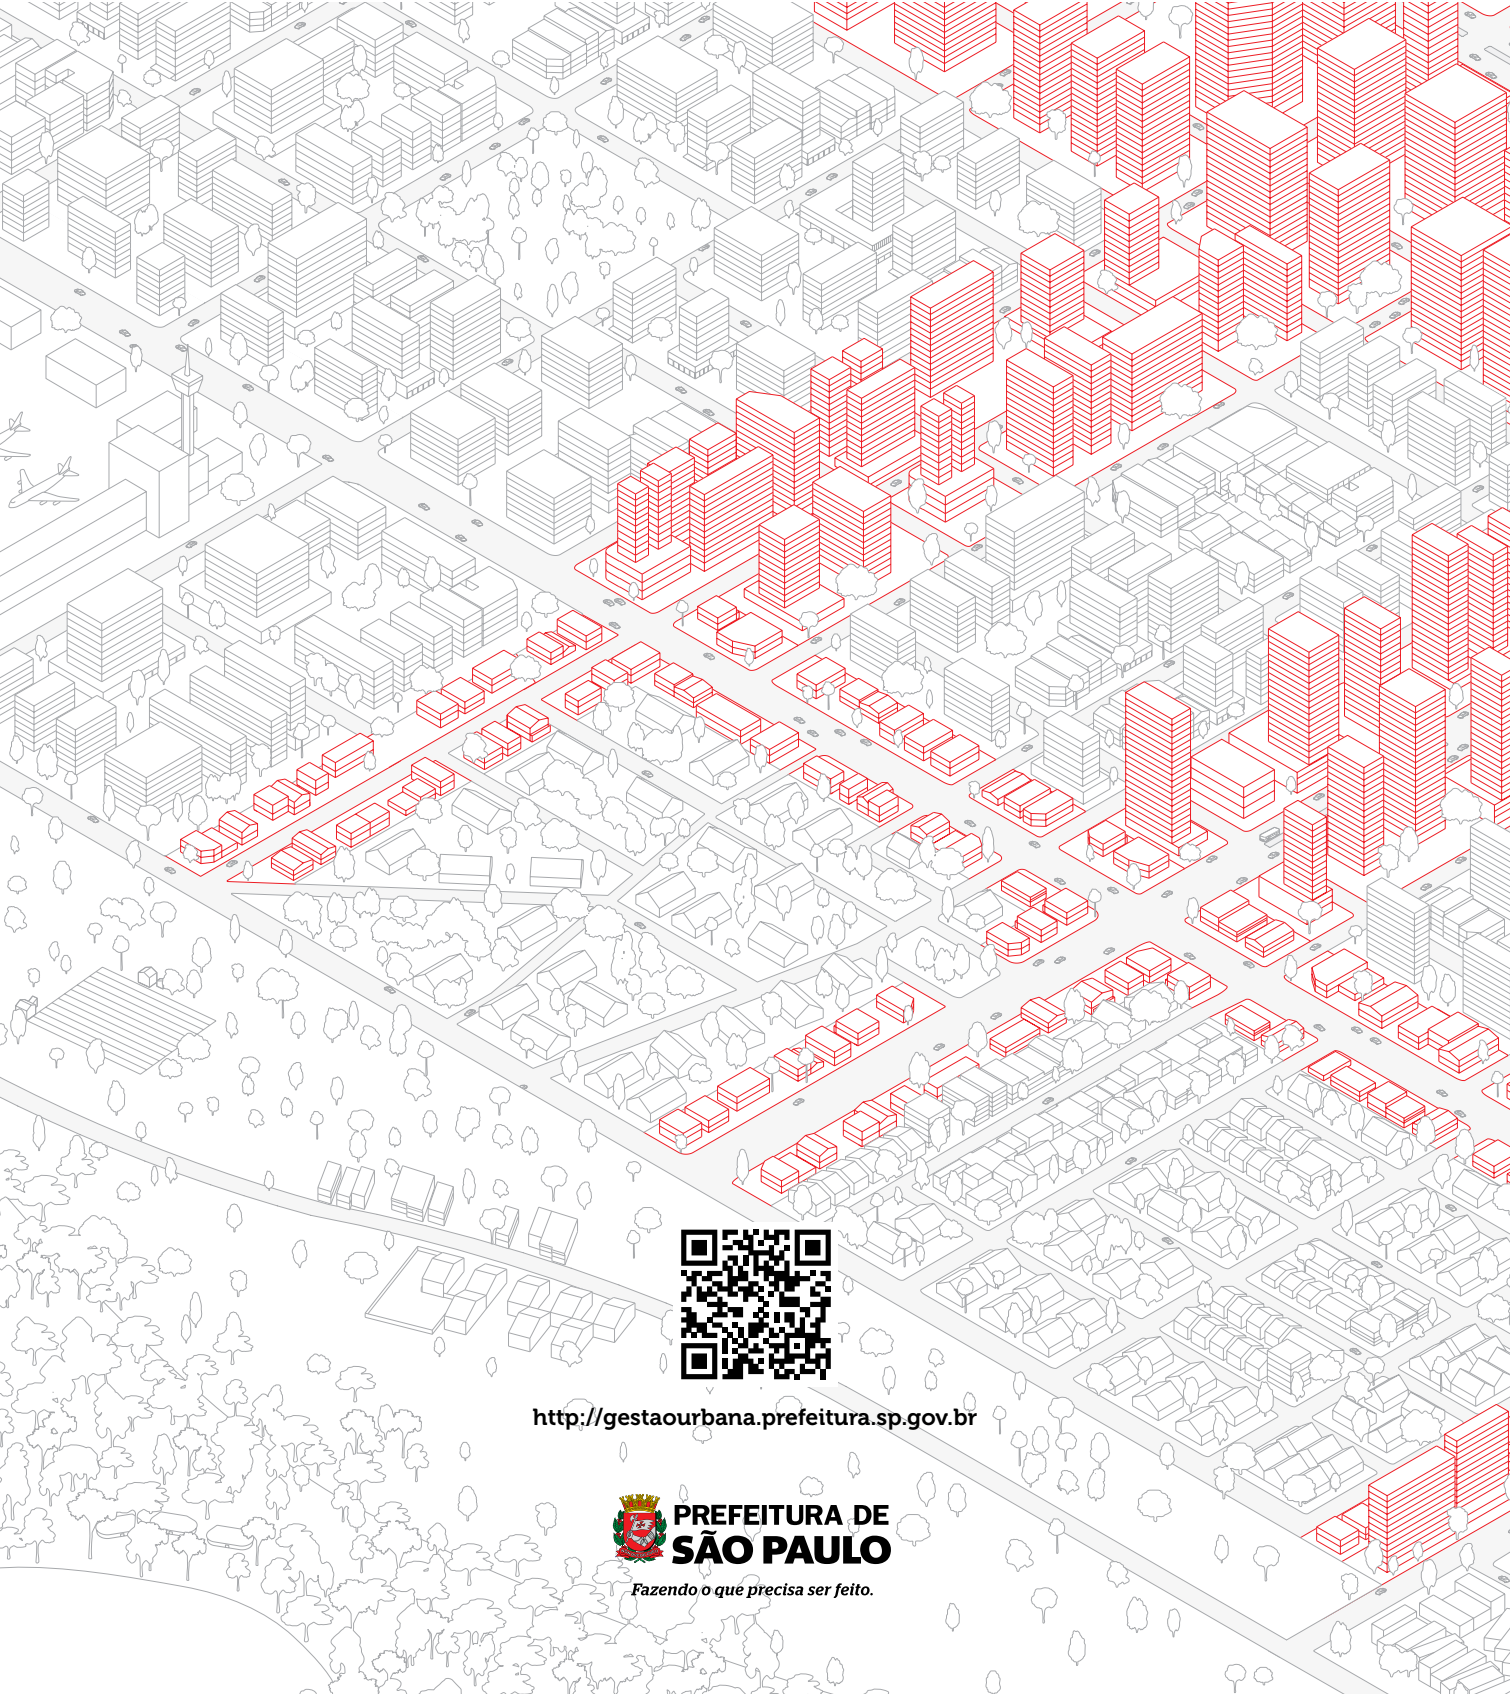 http://gestaourbana.prefeitura.sp.gov.br
PREFEITURA DE
SÃO PAULO
Fazendo o que precisa ser feito.